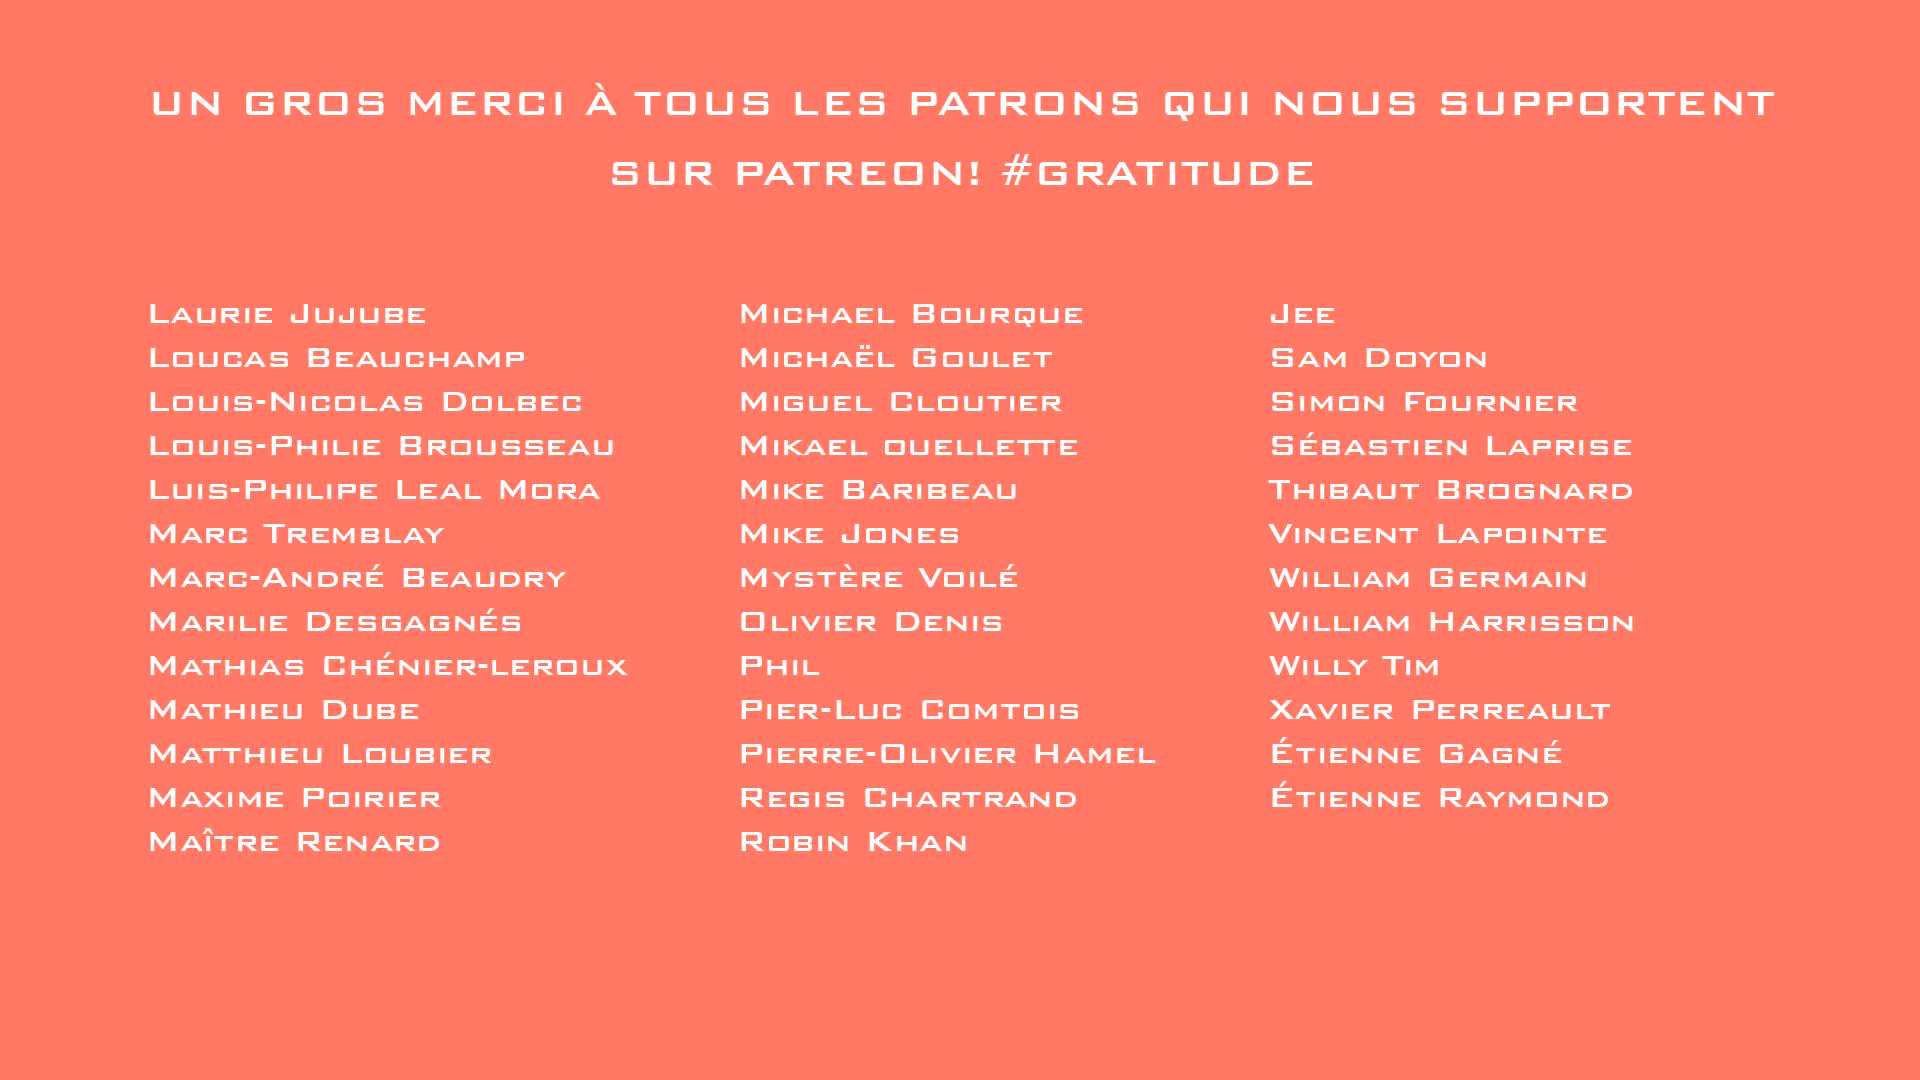 UN GROS MERCI À TOUS LES PATRONS QUI NOUS SUPPORTENT
SUR PATREON! #GRATITUDE
Laurie Jujube
Loucas Beauchamp
Louis-Nicolas Dolbec
Louis-Philie Brousseau
Luis-Philipe Leal Mora
Marc Tremblay
Marc-André Beaudry
Marilie Desgagnés
Mathias Chénier-leroux
Mathieu Dube
Matthieu Loubier
Maxime Poirier
Maître Renard
Michael Bourque
Michaël Goulet
Miguel Cloutier
Mikael ouellette
Mike Baribeau
Mike Jones
Mystère Voilé
Olivier Denis
Phil
Pier-Luc Comtois
Pierre-Olivier Hamel
Regis Chartrand
Robin Khan
Jee
Sam Doyon
Simon Fournier
Sébastien Laprise
Thibaut Brognard
Vincent Lapointe
William Germain
William Harrisson
Willy Tim
Xavier Perreault
Étienne Gagné
Étienne Raymond